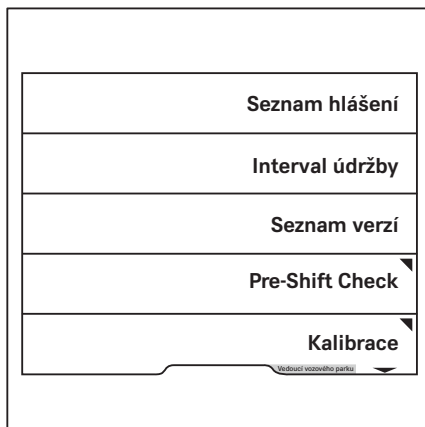 Seznam hlášení
Interval údržby
Seznam verzí
Pre-Shift Check
Kalibrace
Vedoucí vozového parku